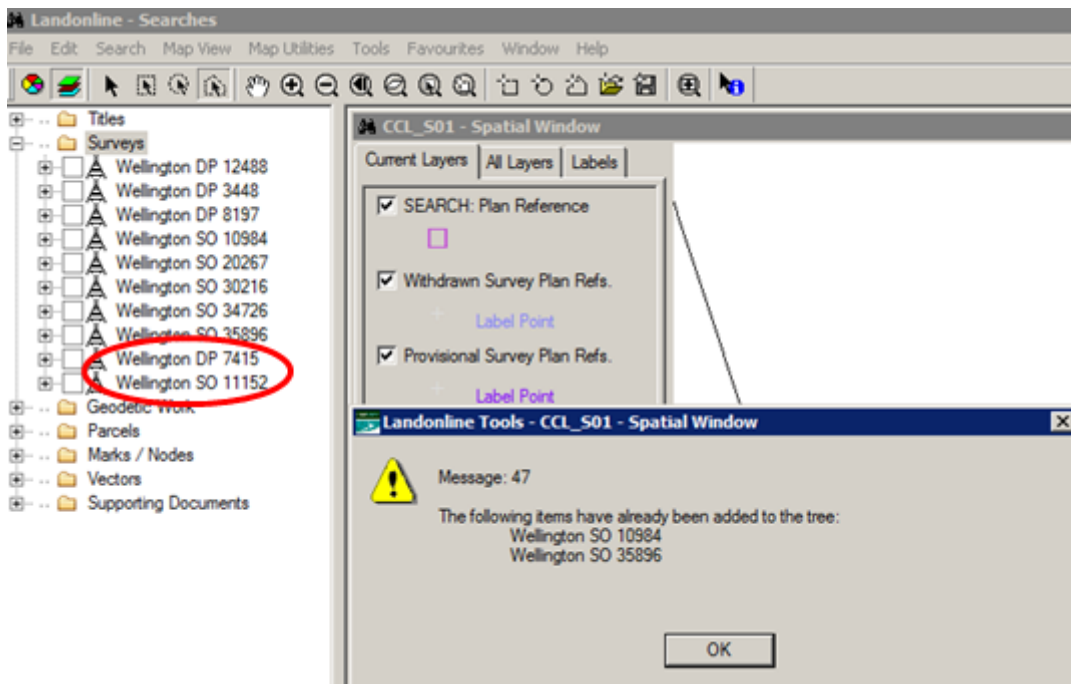 Landonline - Searches
File Edit Search Map View Map Utilities Tools Favourites Window Help
Titles
Surveys
Wellington DP 12488
Wellington DP 3448
Wellington DP 8197
Wellington SO 10984
Wellington SO 20267
Wellington SO 30216
Wellington SO 34726
Wellington SO 35896
Wellington DP 7415
Wellington SO 11152
Geodetic Work
Parcels
Marks / Nodes
Vectors
Supporting Documents
CCL_S01 - Spatial Window
Current Layers All Layers Labels
SEARCH: Plan Reference
Withdrawn Survey Plan Refs.
Label Point
Provisional Survey Plan Refs.
Label Point
Landonline Tools - CCL_S01 - Spatial Window
Message: 47
The following items have already been added to the tree:
Wellington SO 10984
Wellington SO 35896
OK